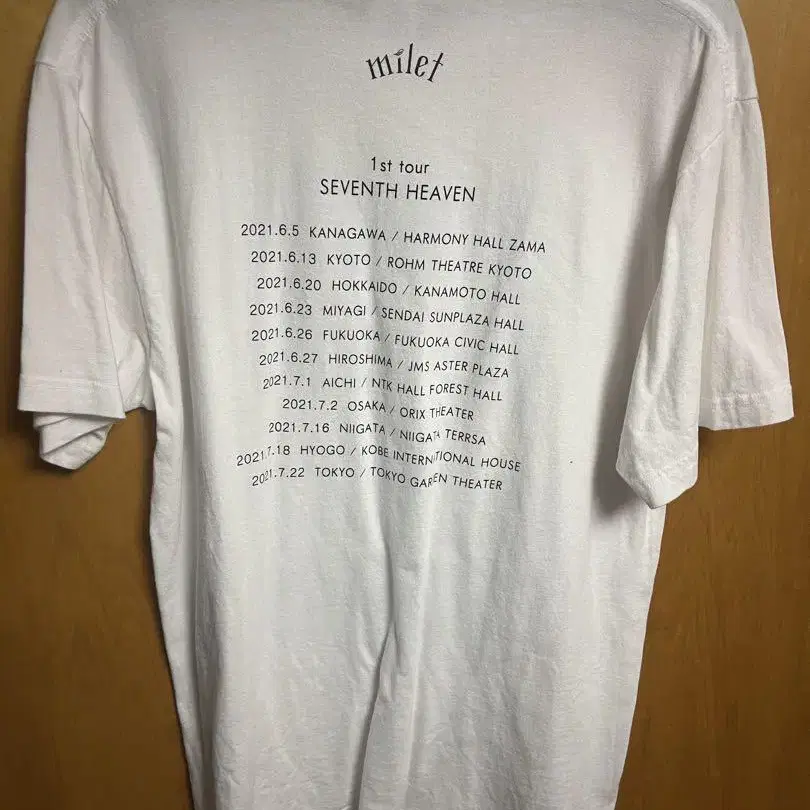 milet
1st tour
SEVENTH HEAVEN
2021.6.5 KANAGAWA / HARMONY HALL ZAMA
2021.6.13 KYOTO / ROHM THEATRE KYOTO
2021.6.20 HOKKAIDO / KANAMOTO HALL
2021.6.23 MIYAGI / SENDAI SUNPLAZA HALL
2021.6.26 FUKUOKA / FUKUOKA CIVIC HALL
2021.6.27 HIROSHIMA / JMS ASTER PLAZA
2021.7.1 AICHI / NTK HALL FOREST HALL
2021.7.2 OSAKA / ORIX THEATER
2021.7.16 NIIGATA / NIIGATA TERRSA
2021.7.18 HYOGO / KOBE INTERNATIONAL HOUSE
2021.7.22 TOKYO / TOKYO GARDEN THEATER